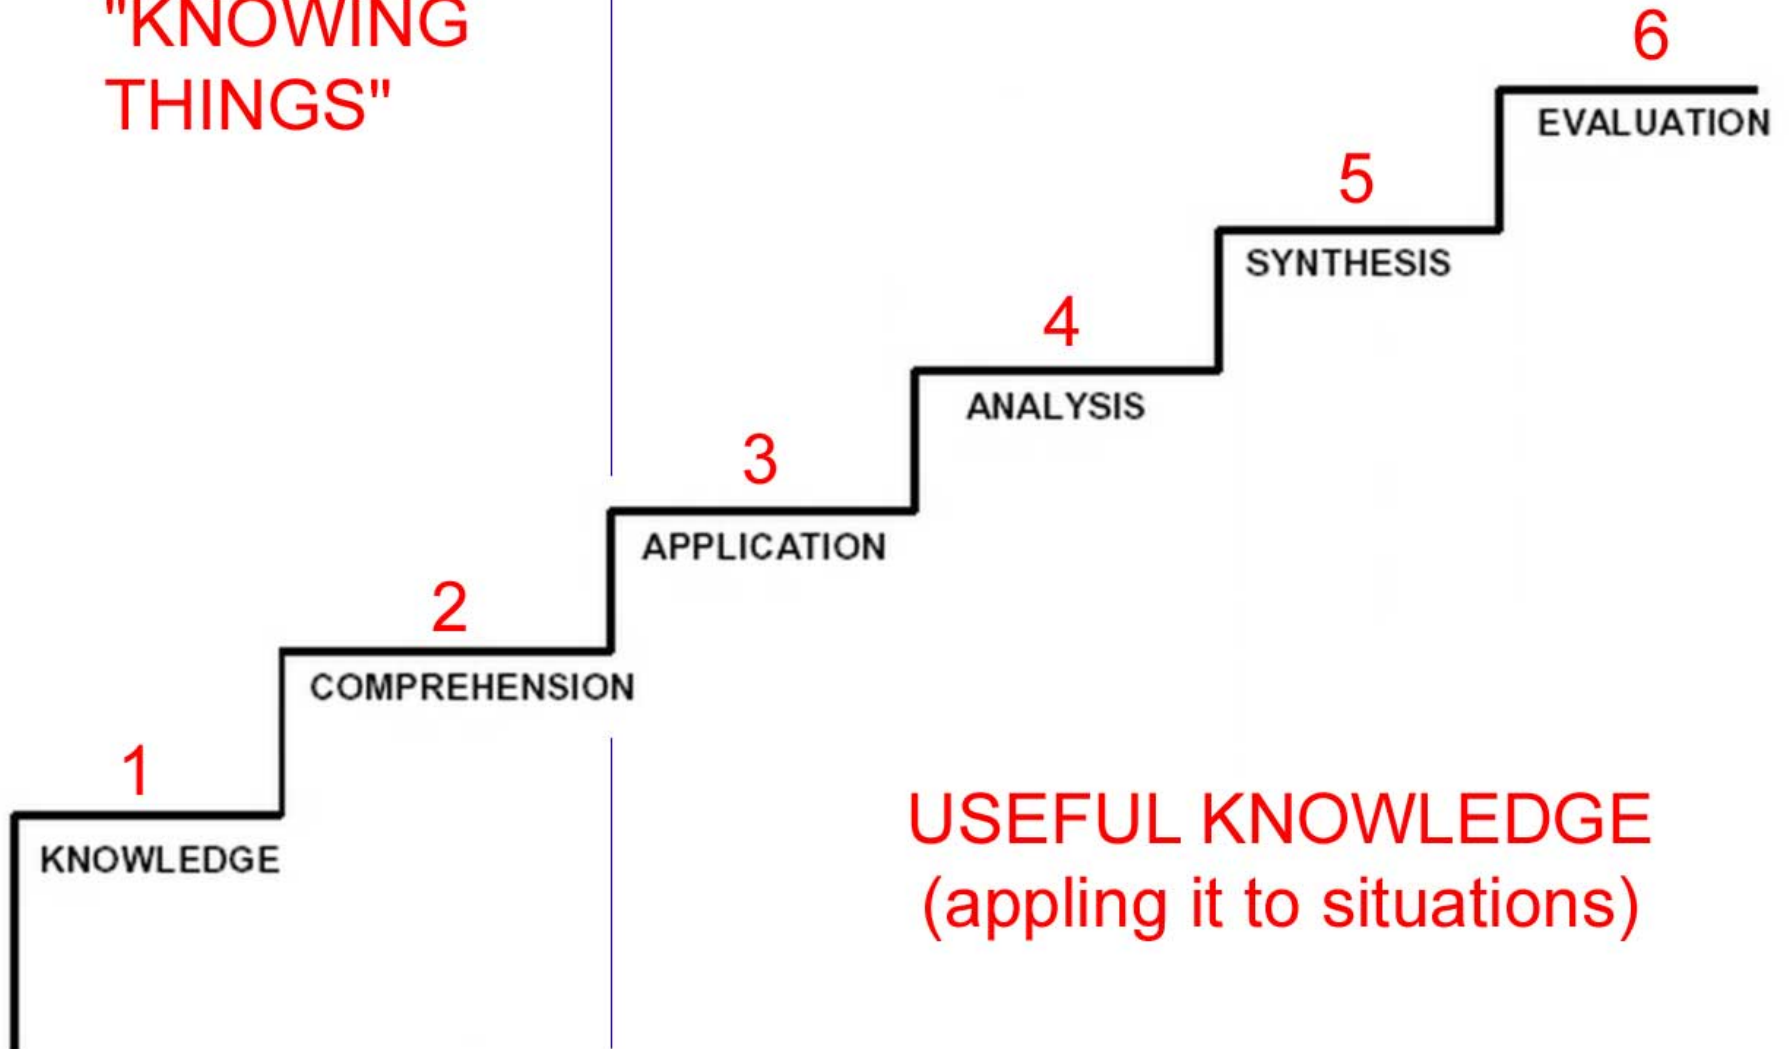 "KNOWING
THINGS"
6
EVALUATION
5
SYNTHESIS
4
ANALYSIS
3
APPLICATION
2
COMPREHENSION
1
KNOWLEDGE
USEFUL KNOWLEDGE
(appling it to situations)